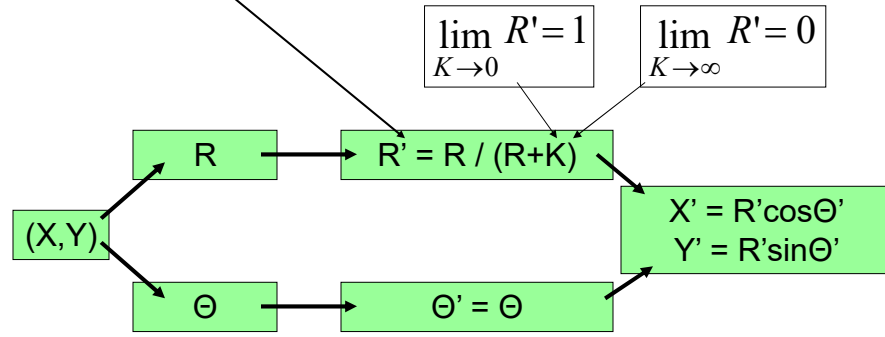 lim R'=1
K→0
lim R'=0
K→∞
R
R’ = R / (R+K)
(X,Y)
X’ = R’cosΘ’
Y’ = R’sinΘ’
Θ
Θ’ = Θ